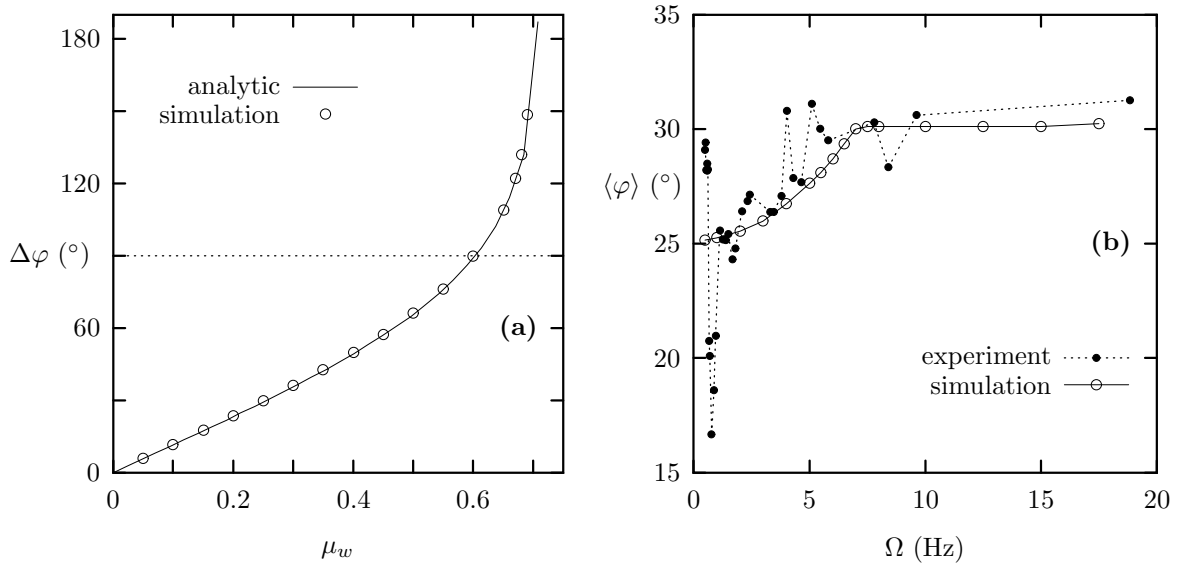 180
analytic
simulation
120
Δφ (°)
60
(a)
0
0 0.2 0.4 0.6
μw
35
30
⟨φ⟩ (°)
25
(b)
20
experiment
simulation
15
0 5 10 15 20
Ω (Hz)